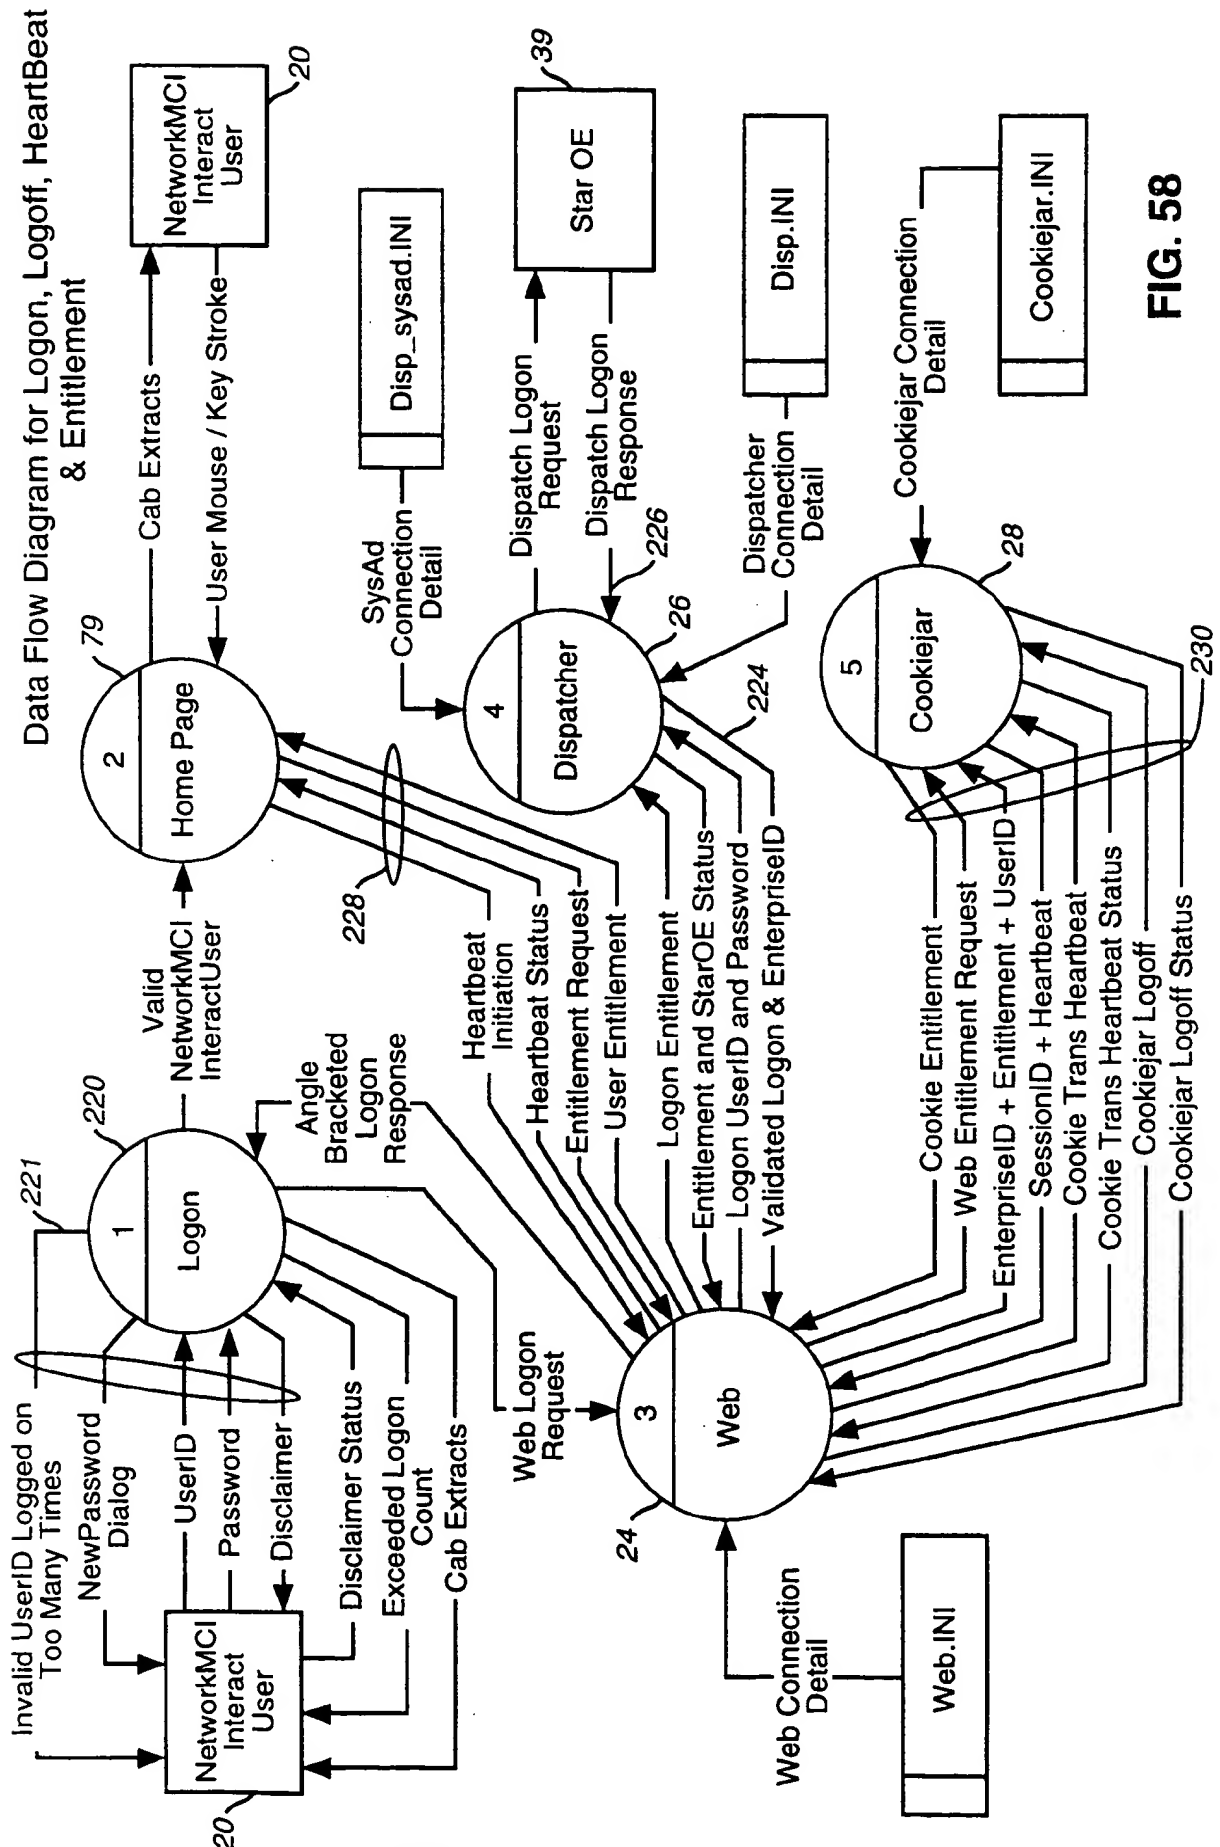 Data Flow Diagram for Logon, Logoff, HeartBeat
& Entitlement
Invalid UserID Logged on
Too Many Times
221
NewPassword
Dialog
UserID
Password
Disclaimer
Disclaimer Status
Exceeded Logon
Count
Cab Extracts
NetworkMCI
Interact
User
20
1
Logon
220
Valid
NetworkMCI
InteractUser
2
Home Page
79
Cab Extracts
User Mouse / Key Stroke
NetworkMCI
Interact
User
20
Angle
Bracketed
Logon
Response
Web Logon
Request
228
Heartbeat
Initiation
Heartbeat Status
Entitlement Request
User Entitlement
Logon Entitlement
Entitlement and StarOE Status
Logon UserID and Password
Validated Logon & EnterpriseID
SysAd
Connection
Detail
Disp_sysad.INI
4
Dispatcher
26
224
226
Dispatch Logon
Request
Dispatch Logon
Response
Star OE
39
Dispatcher
Connection
Detail
Disp.INI
3
Web
24
Web Connection
Detail
Web.INI
Cookie Entitlement
Web Entitlement Request
EnterpriseID + Entitlement + UserID
SessionID + Heartbeat
Cookie Trans Heartbeat
Cookie Trans Heartbeat Status
Cookiejar Logoff
Cookiejar Logoff Status
230
5
Cookiejar
28
Cookiejar Connection
Detail
Cookiejar.INI
FIG. 58